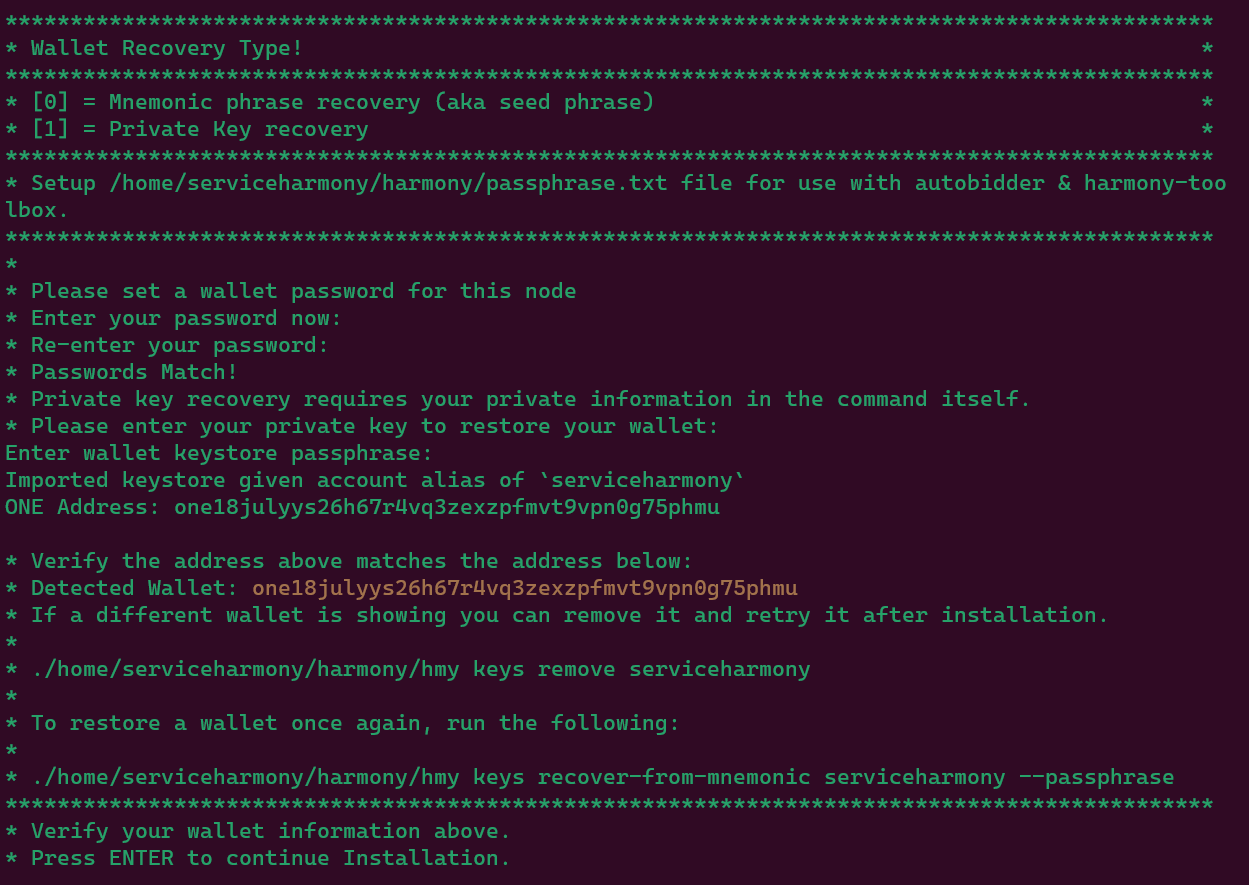 *********************************************************************************************
* Wallet Recovery Type! *
*********************************************************************************************
* [0] = Mnemonic phrase recovery (aka seed phrase) *
* [1] = Private Key recovery *
*********************************************************************************************
* Setup /home/serviceharmony/harmony/passphrase.txt file for use with autobidder & harmony-too
lbox.
*********************************************************************************************
*
* Please set a wallet password for this node
* Enter your password now:
* Re-enter your password:
* Passwords Match!
* Private key recovery requires your private information in the command itself.
* Please enter your private key to restore your wallet:
Enter wallet keystore passphrase:
Imported keystore given account alias of `serviceharmony`
ONE Address: one18julyys26h67r4vq3zexzpfmvt9vpn0g75phmu

* Verify the address above matches the address below:
* Detected Wallet: one18julyys26h67r4vq3zexzpfmvt9vpn0g75phmu
* If a different wallet is showing you can remove it and retry it after installation.
*
* ./home/serviceharmony/harmony/hmy keys remove serviceharmony
*
* To restore a wallet once again, run the following:
*
* ./home/serviceharmony/harmony/hmy keys recover-from-mnemonic serviceharmony --passphrase
*********************************************************************************************
* Verify your wallet information above.
* Press ENTER to continue Installation.